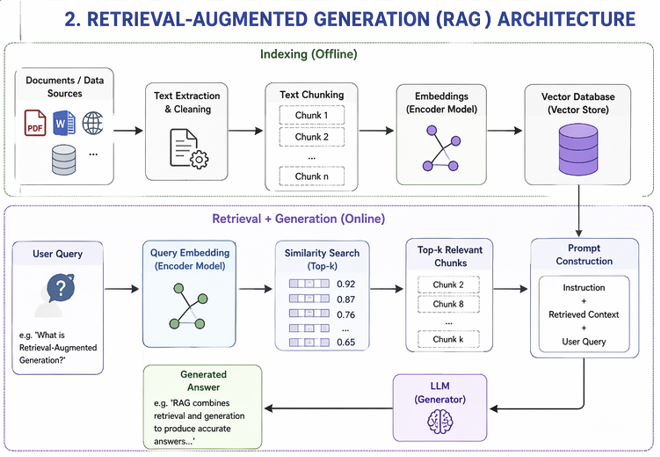 2. RETRIEVAL-AUGMENTED GENERATION (RAG) ARCHITECTURE
Indexing (Offline)
Documents / Data
Sources
PDF
W
...
Text Extraction
& Cleaning
Text Chunking
Chunk 1
Chunk 2
...
Chunk n
Embeddings
(Encoder Model)
Vector Database
(Vector Store)
Retrieval + Generation (Online)
User Query
?
e.g. "What is
Retrieval-Augmented
Generation?"
Query Embedding
(Encoder Model)
Similarity Search
(Top-k)
0.92
0.87
0.76
...
0.65
Top-k Relevant
Chunks
Chunk 2
Chunk 8
...
Chunk k
Prompt
Construction
Instruction
+
Retrieved Context
+
User Query
Generated
Answer
e.g. "RAG combines
retrieval and generation
to produce accurate
answers..."
LLM
(Generator)